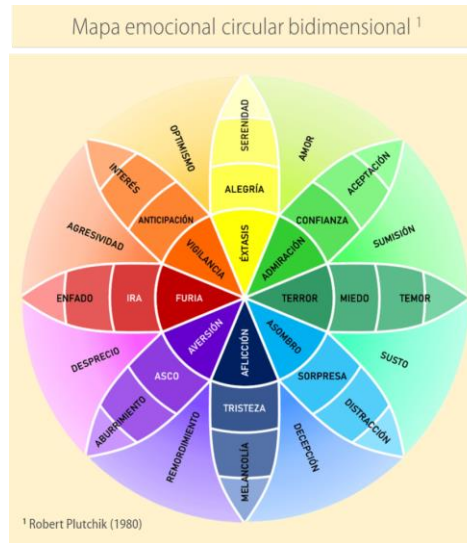 Mapa emocional circular bidimensional ¹
OPTIMISMO
SERENIDAD
AMOR
INTERÉS
ALEGRÍA
ACEPTACIÓN
ANTICIPACIÓN
CONFIANZA
AGRESIVIDAD
VIGILANCIA
ÉXTASIS
ADMIRACIÓN
SUMISIÓN
ENFADO
IRA
FURIA
TERROR
MIEDO
TEMOR
DESPRECIO
AVERSIÓN
AFLICCIÓN
ASOMBRO
SUSTO
ASCO
SORPRESA
ABURRIMIENTO
TRISTEZA
DISTRACCIÓN
REMORDIMIENTO
MELANCOLÍA
DECEPCIÓN
¹ Robert Plutchik (1980)